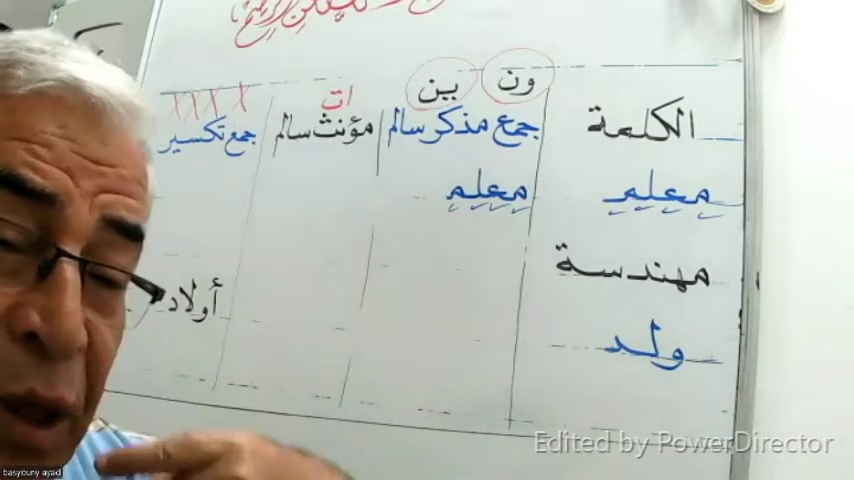 ون ين ات
الكلمة جمع مذكر سالم مؤنث سالم جمع تكسير
معلم معلم
مهندسة
أولاد
ولد
basyouny ayad
Edited by PowerDirector